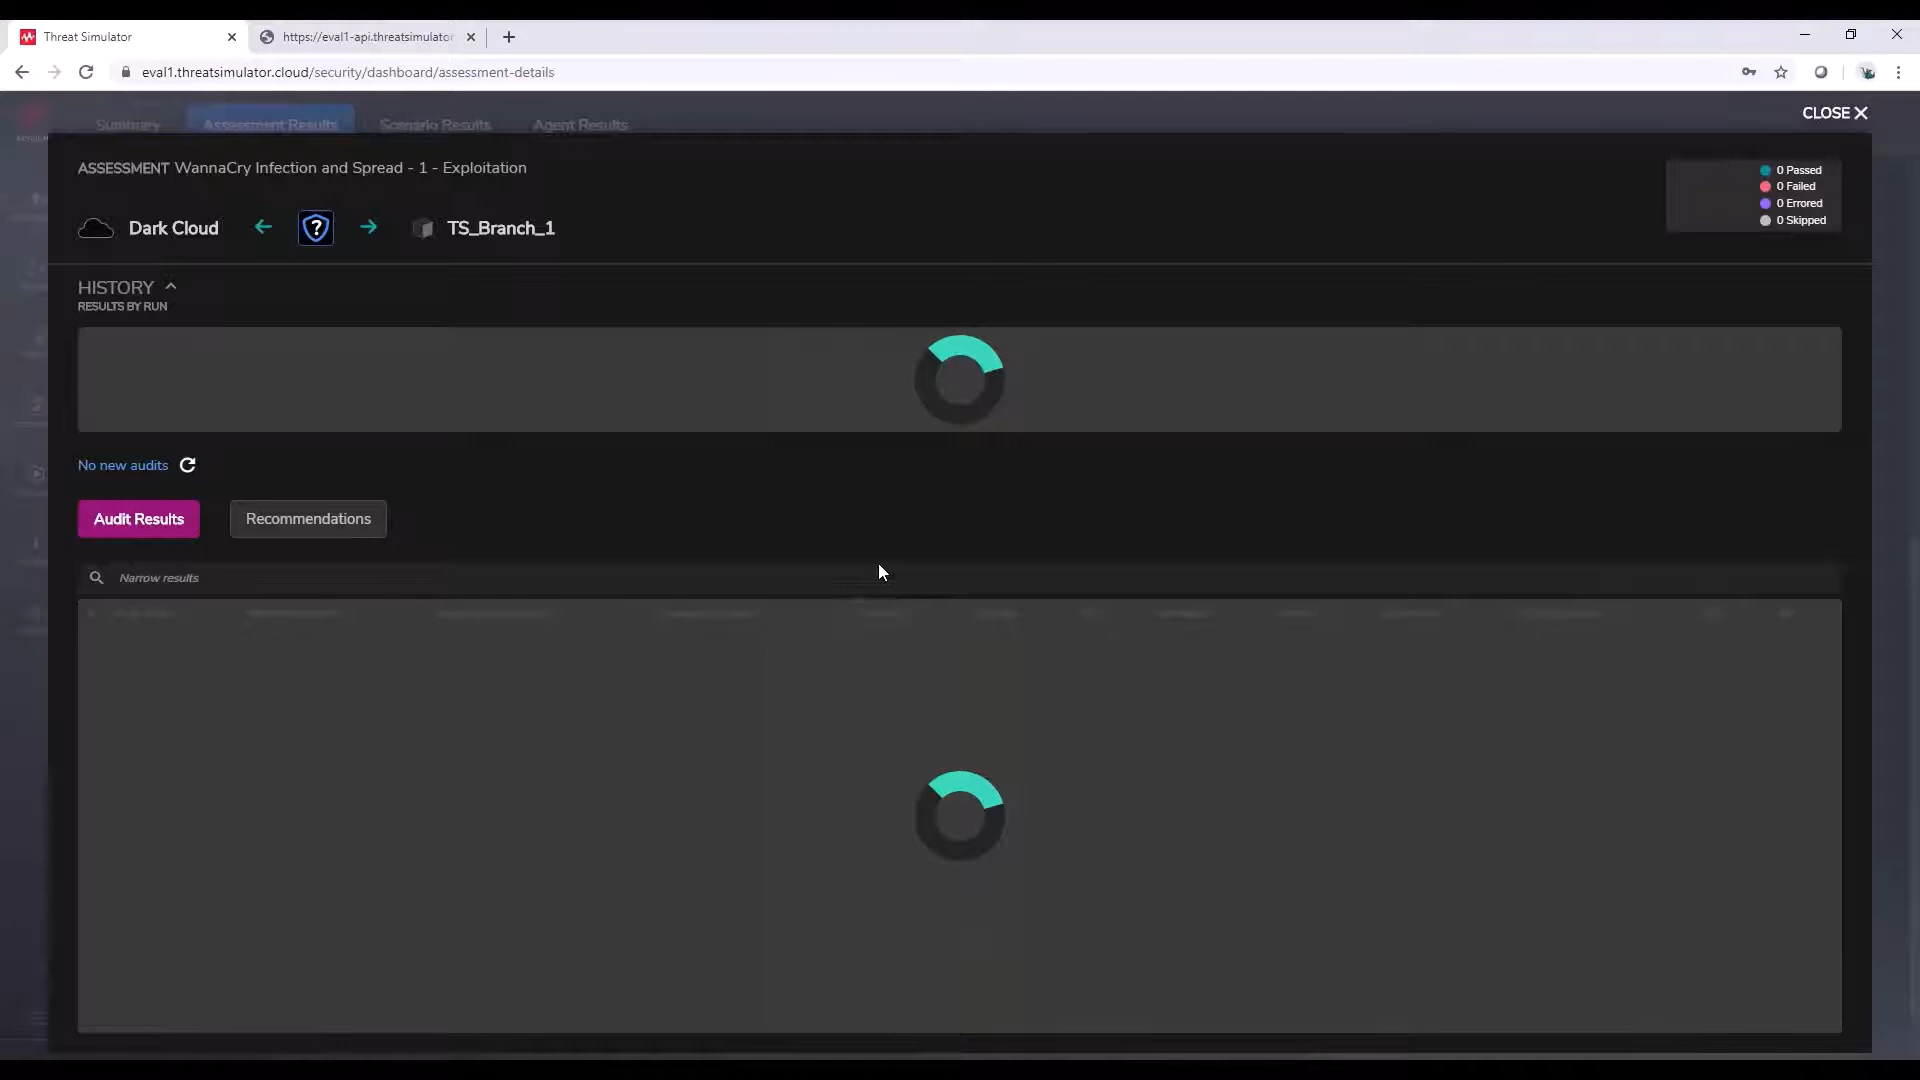 Threat Simulator
https://eval1-api.threatsimulator
eval1.threatsimulator.cloud/security/dashboard/assessment-details
Summary Assessment Results Scenario Results Agent Results
CLOSE
ASSESSMENT WannaCry Infection and Spread - 1 - Exploitation
0 Passed
0 Failed
0 Errored
0 Skipped
Dark Cloud ? TS_Branch_1
HISTORY
RESULTS BY RUN
No new audits
Audit Results Recommendations
Narrow results